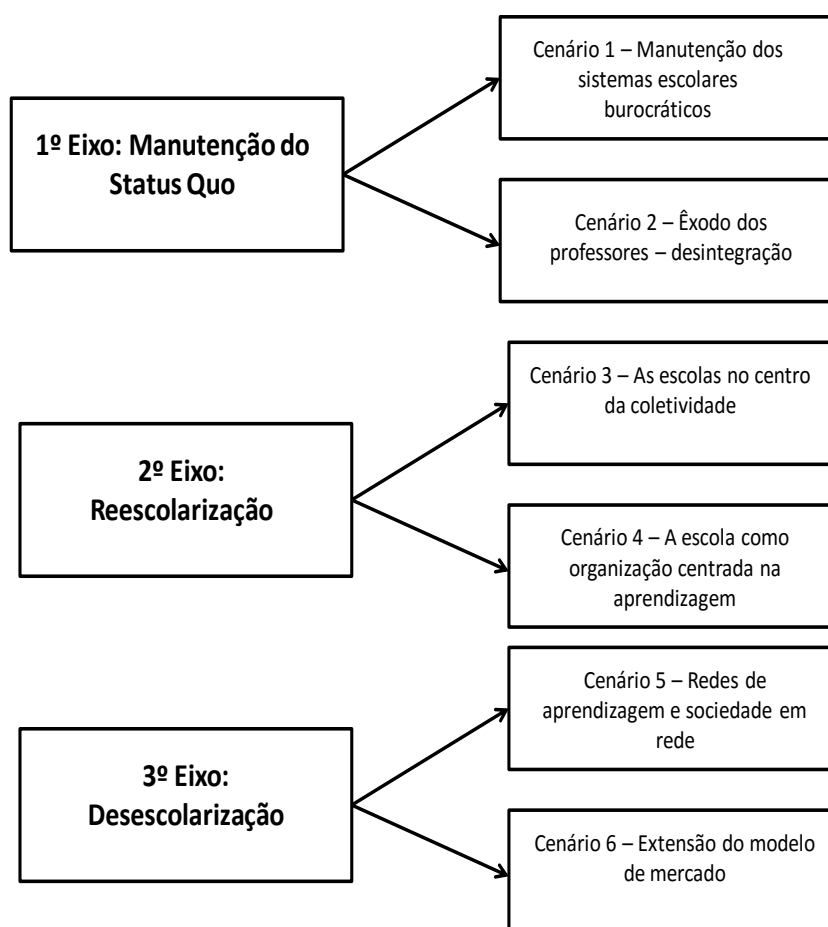 1º Eixo: Manutenção do
Status Quo
Cenário 1 – Manutenção dos
sistemas escolares
burocráticos
Cenário 2 – Êxodo dos
professores – desintegração
2º Eixo:
Reescolarização
Cenário 3 – As escolas no centro
da coletividade
Cenário 4 – A escola como
organização centrada na
aprendizagem
3º Eixo:
Desescolarização
Cenário 5 – Redes de
aprendizagem e sociedade em
rede
Cenário 6 – Extensão do modelo
de mercado